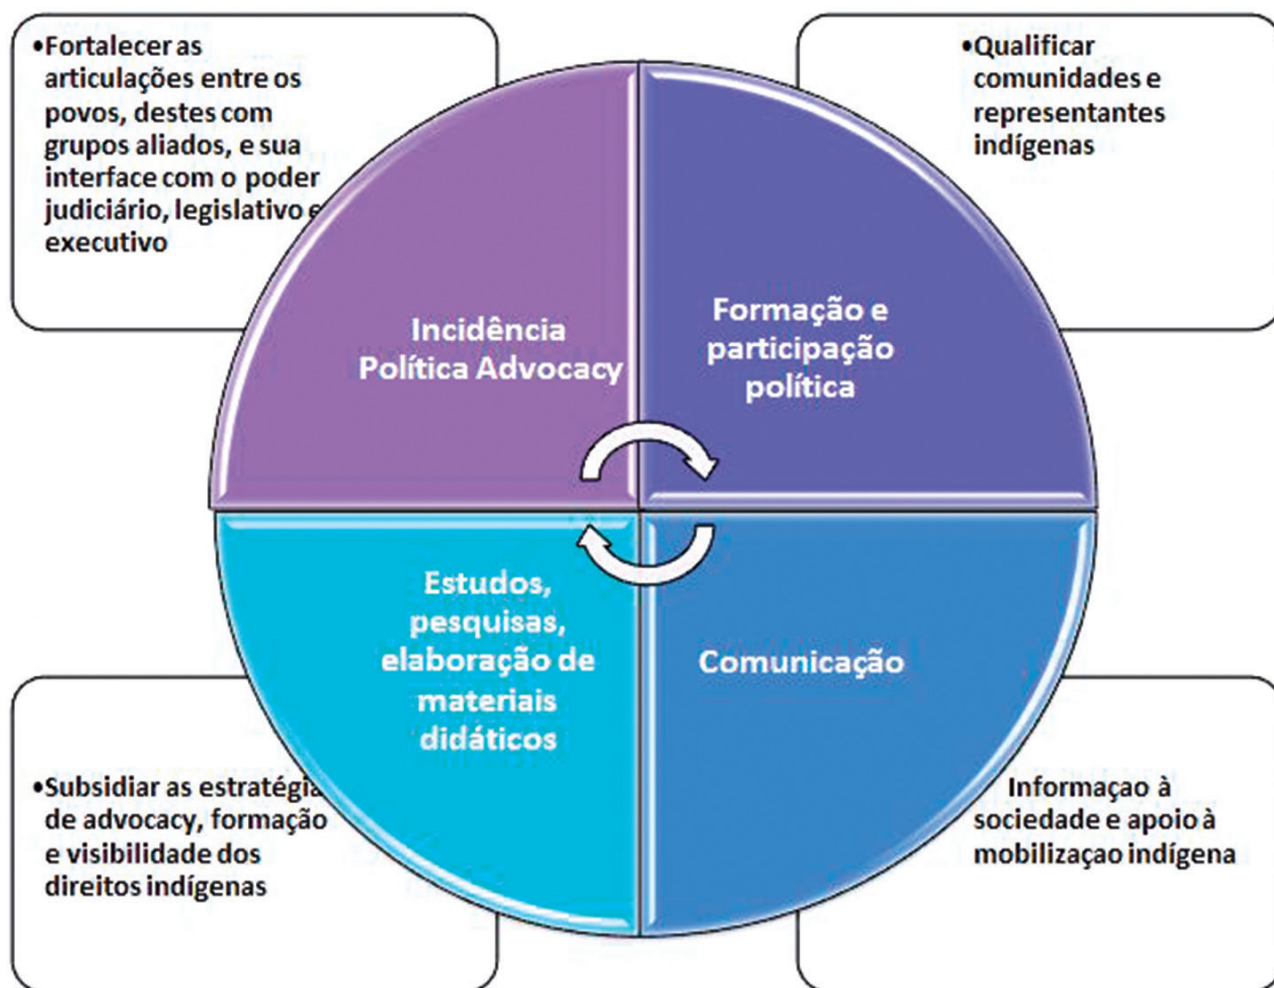 •Fortalecer as
articulações entre os
povos, destes com
grupos aliados, e sua
interface com o poder
judiciário, legislativo e
executivo
•Qualificar
comunidades e
representantes
indígenas
Incidência
Política Advocacy
Formação e
participação
política
Estudos,
pesquisas,
elaboração de
materiais
didáticos
Comunicação
•Subsidiar as estratégia
de advocacy, formação
e visibilidade dos
direitos indígenas
Informaçao à
sociedade e apoio à
mobilizaçao indígena